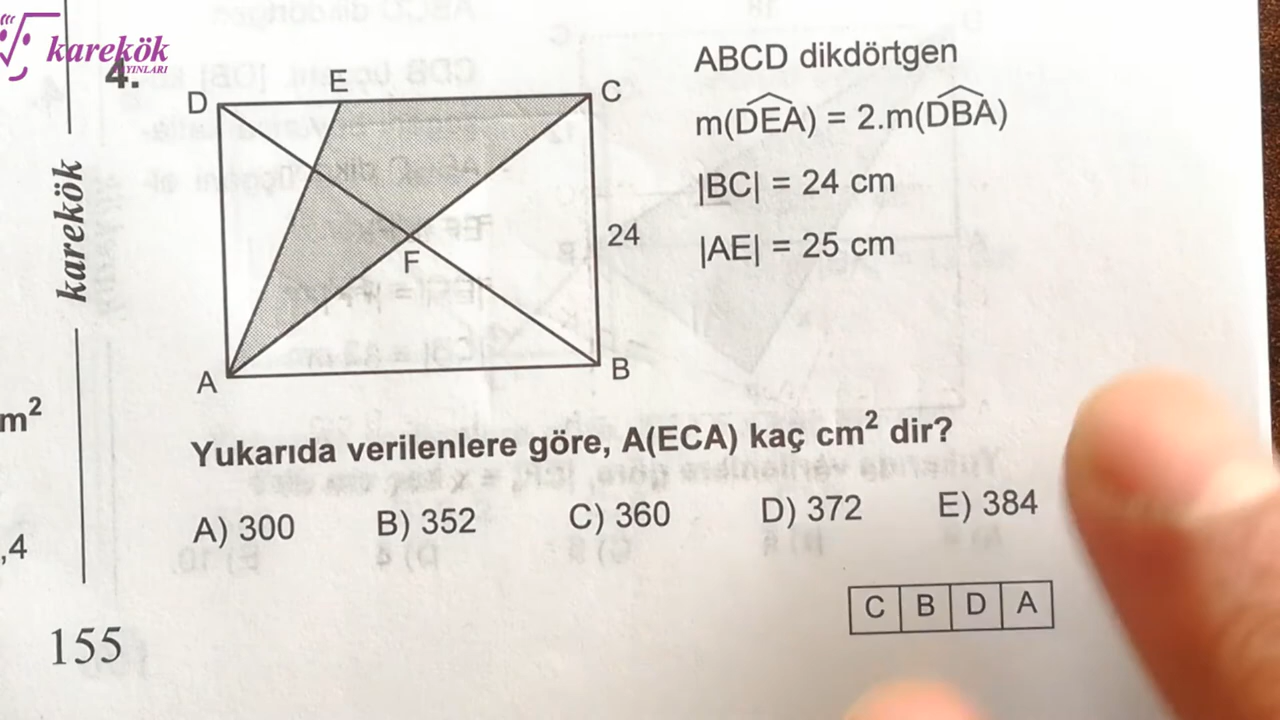 karekök
YAYINLARI
4.
D
E
C
24
F
A
B
ABCD dikdörtgen
m(DEA) = 2.m(DBA)
|BC| = 24 cm
|AE| = 25 cm
karekök
Yukarıda verilenlere göre, A(ECA) kaç cm² dir?
A) 300 B) 352 C) 360 D) 372 E) 384
m²
,4
C B D A
155